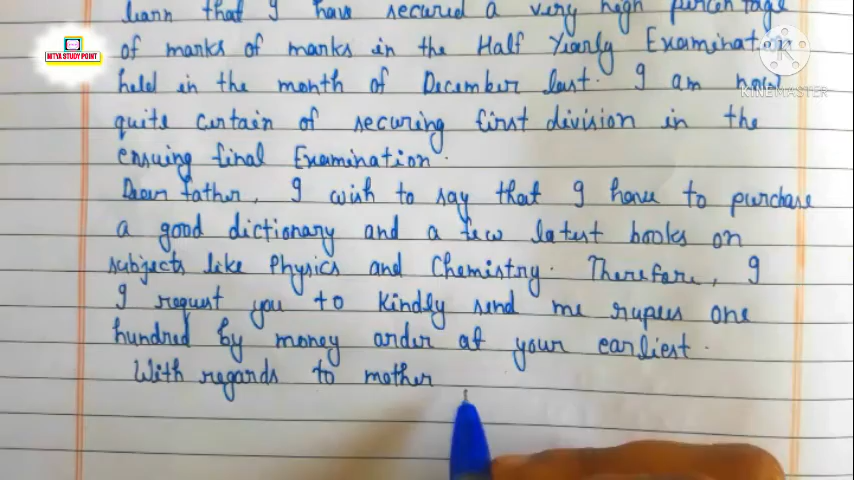 learn that I have secured a very high percentage
of marks of marks in the Half Yearly Examination
held in the month of December last. I am now
quite certain of securing first division in the
ensuing final Examination.
Dear father, I wish to say that I have to purchase
a good dictionary and a few latest books on
subjects like Physics and Chemistry. Therefore, I
I request you to kindly send me rupees one
hundred by money order at your earliest.
With regards to mother
NITYA STUDY POINT
KINEMASTER